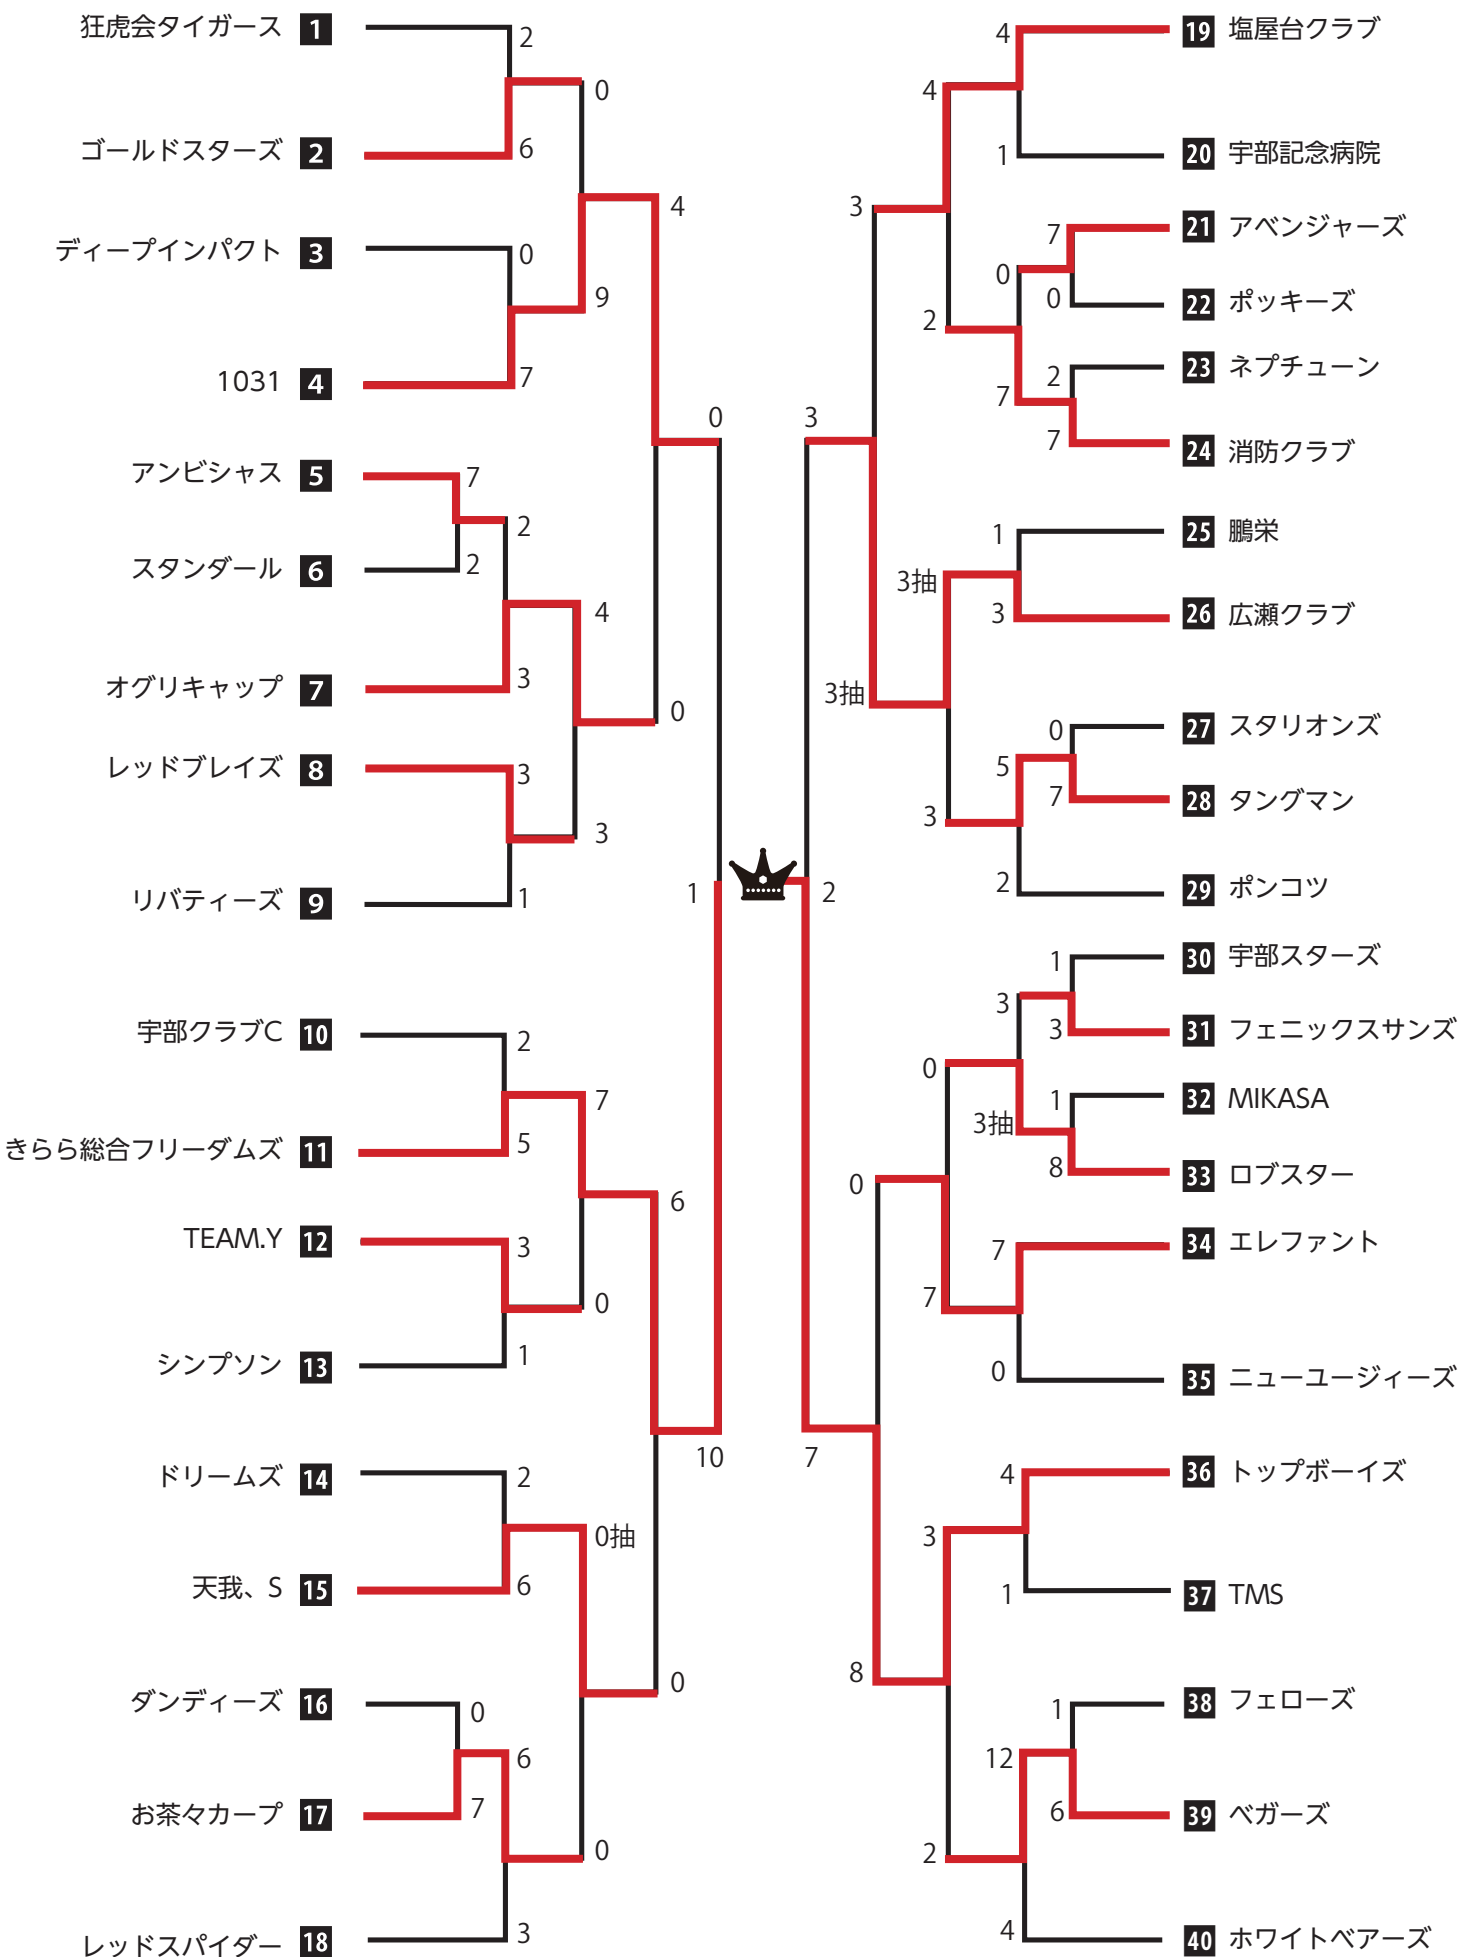 狂虎会タイガース 1
ゴールドスターズ 2
ディープインパクト 3
1031 4
アンビシャス 5
スタンダール 6
オグリキャップ 7
レッドブレイズ 8
リバティーズ 9
宇部クラブC 10
きらら総合フリーダムズ 11
TEAM.Y 12
シンプソン 13
ドリームズ 14
天我、S 15
ダンディーズ 16
お茶々カープ 17
レッドスパイダー 18
2
6
0
7
7
2
2
3
3
1
2
5
3
1
2
6
0
7
6
3
0
9
4
3
7
0
0抽
0
4
0
6
0
0
10
1
2
3
7
3
3抽
0
8
4
2
3抽
3
0
7
3
2
4
1
0
7
1
3
5
2
3
3抽
7
0
4
1
12
4
7
0
2
7
0
7
1
3
1
8
1
6
19 塩屋台クラブ
20 宇部記念病院
21 アベンジャーズ
22 ポッキーズ
23 ネプチューン
24 消防クラブ
25 鵬栄
26 広瀬クラブ
27 スタリオンズ
28 タングマン
29 ポンコツ
30 宇部スターズ
31 フェニックスサンズ
32 MIKASA
33 ロブスター
34 エレファント
35 ニューユージィーズ
36 トップボーイズ
37 TMS
38 フェローズ
39 ベガーズ
40 ホワイトベアーズ